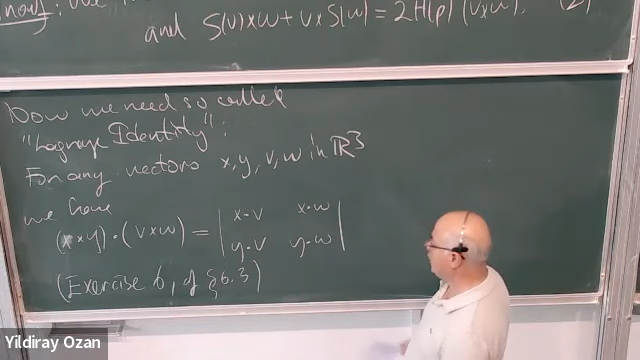 and S(v)×w + v×S(w) = 2H(p) (v×w). (2)
Now we need so called
"Lagrange Identity":
For any vectors x, y, v, w in ℝ³
we have
(x×y)·(v×w) = | x·v x·w |
| y·v y·w |
(Exercise 6, of §6.3)
Yildiray Ozan